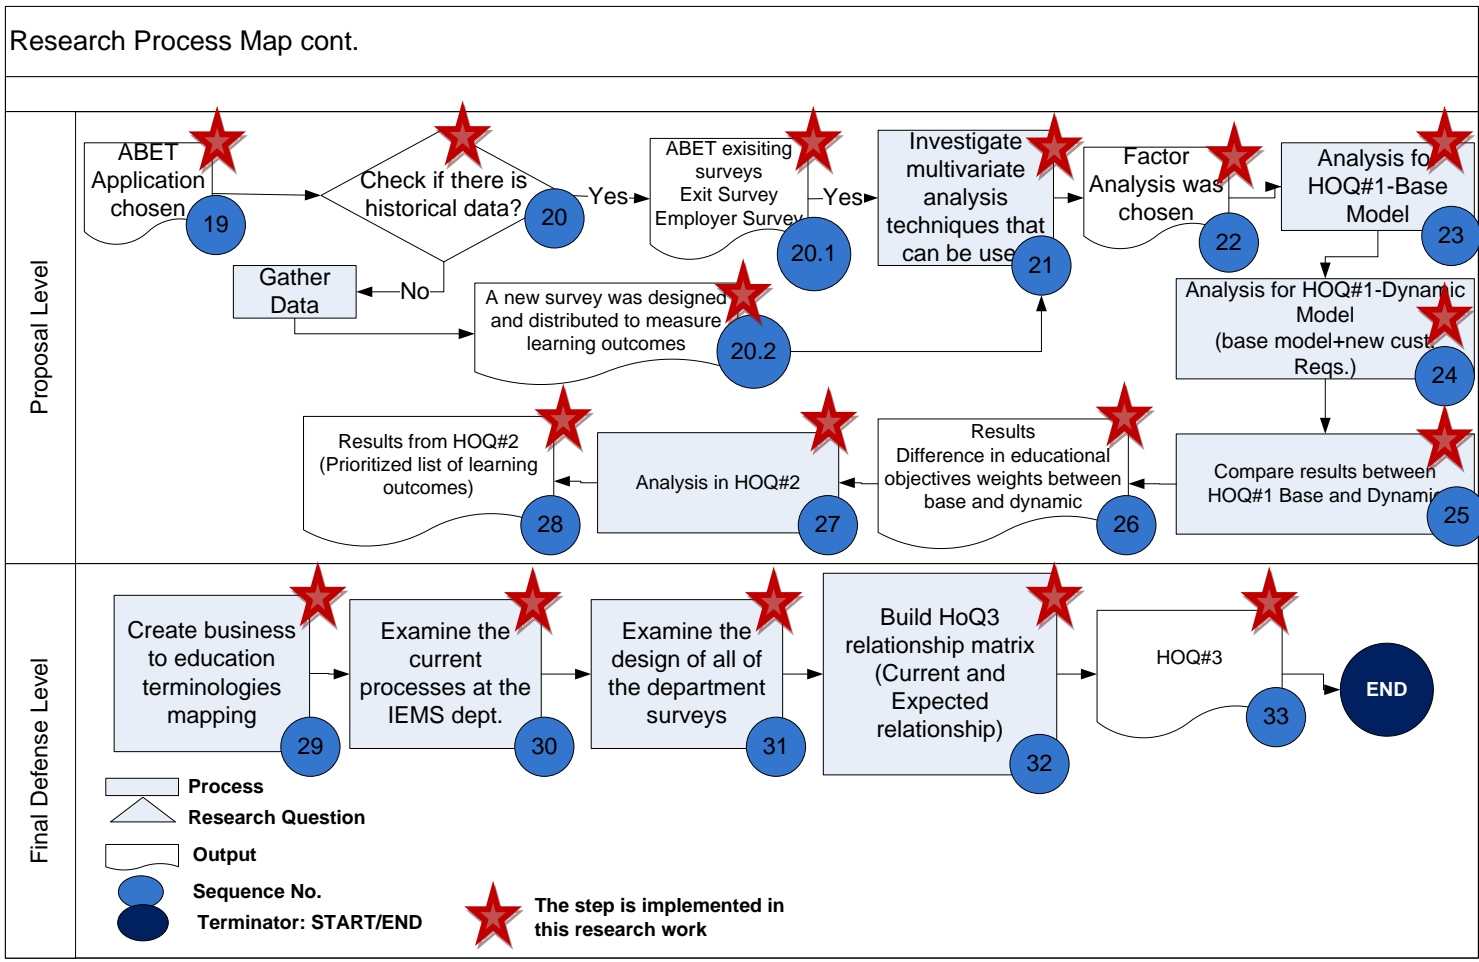 Research Process Map cont.
Proposal Level
ABET
Application
chosen
19
Check if there is
historical data?
20
Yes
ABET exisiting
surveys
Exit Survey
Employer Survey
20.1
Yes
Investigate
multivariate
analysis
techniques that
can be use
21
Factor
Analysis was
chosen
22
Analysis for
HOQ#1-Base
Model
23
No
Gather
Data
A new survey was designed
and distributed to measure
learning outcomes
20.2
Analysis for HOQ#1-Dynamic
Model
(base model+new cust.
Reqs.)
24
Compare results between
HOQ#1 Base and Dynamic
25
Results
Difference in educational
objectives weights between
base and dynamic
26
Analysis in HOQ#2
27
Results from HOQ#2
(Prioritized list of learning
outcomes)
28
Final Defense Level
Create business
to education
terminologies
mapping
29
Examine the
current
processes at the
IEMS dept.
30
Examine the
design of all of
the department
surveys
31
Build HoQ3
relationship matrix
(Current and
Expected
relationship)
32
HOQ#3
33
END
Process
Research Question
Output
Sequence No.
Terminator: START/END
The step is implemented in
this research work